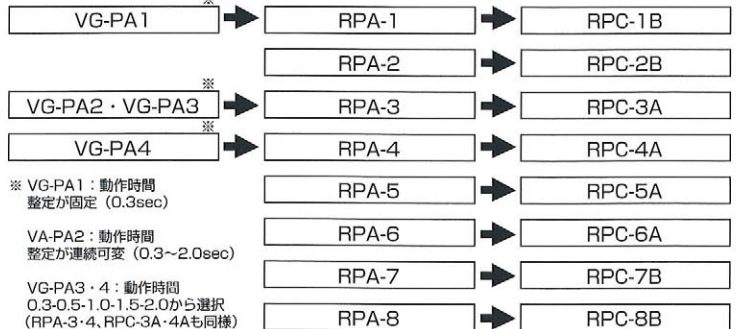 ※
VG-PA1 RPA-1 RPC-1B
RPA-2 RPC-2B
※
VG-PA2・VG-PA3 RPA-3 RPC-3A
※
VG-PA4 RPA-4 RPC-4A
RPA-5 RPC-5A
RPA-6 RPC-6A
RPA-7 RPC-7B
RPA-8 RPC-8B
※ VG-PA1：動作時間
整定が固定（0.3sec）
VA-PA2：動作時間
整定が連続可変（0.3～2.0sec）
VG-PA3・4：動作時間
0.3-0.5-1.0-1.5-2.0から選択
（RPA-3・4、RPC-3A・4Aも同様）